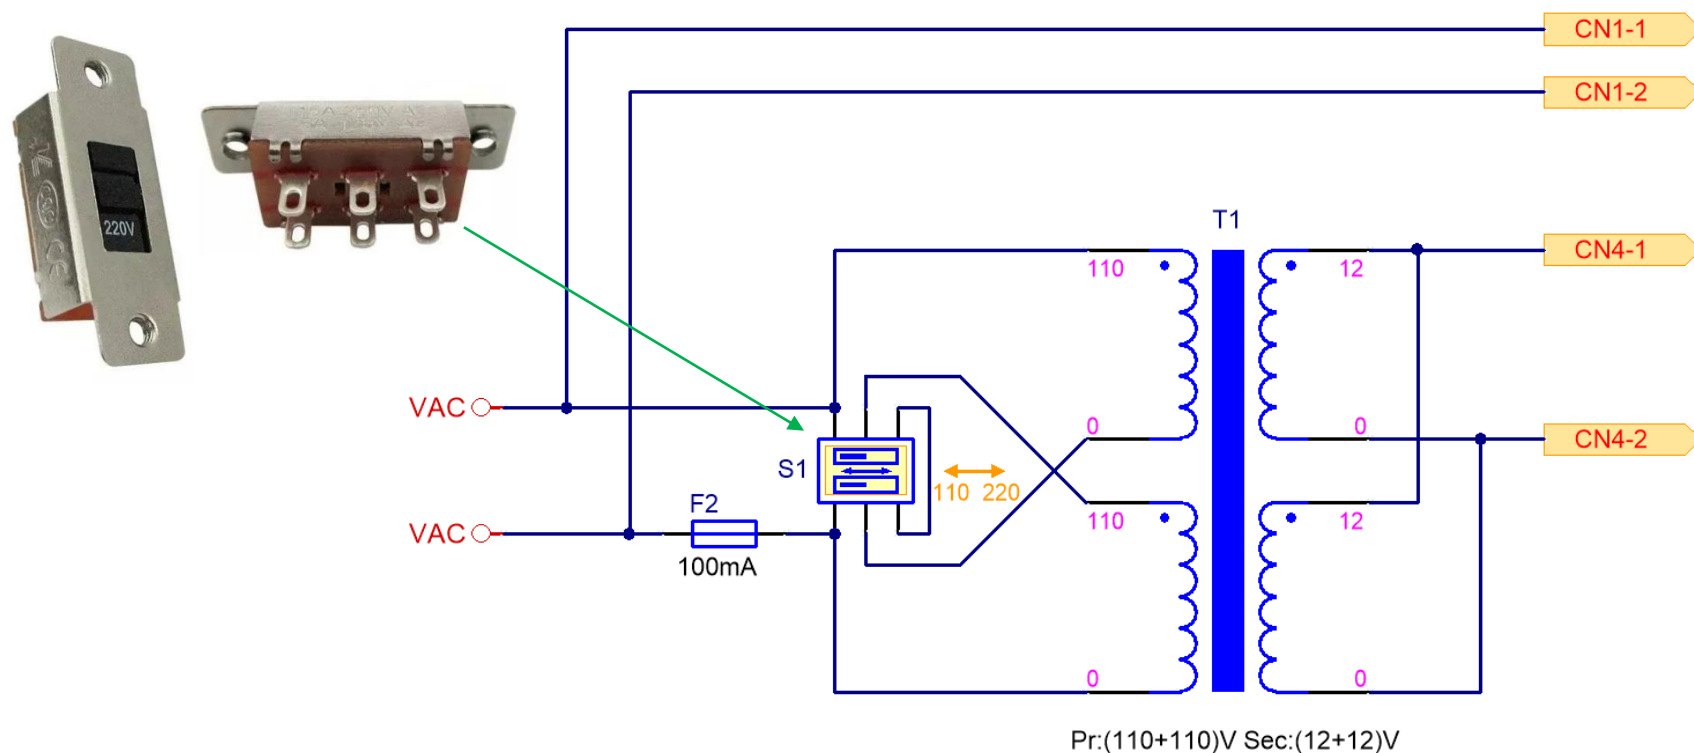 CN1-1
CN1-2
220V
T1
110
12
CN4-1
VAC
0
0
CN4-2
S1
110 220
F2
110
12
VAC
100mA
0
0
Pr:(110+110)V Sec:(12+12)V